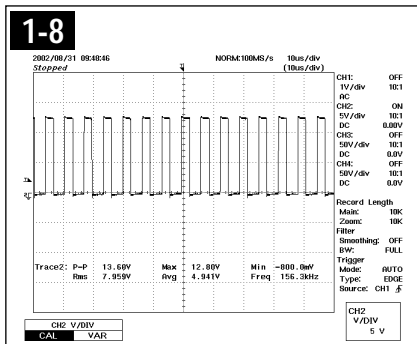 1-8
2002/08/31 09:48:46 NORM:100MS/s 10us/div
Stopped (10us/div)
CH1: OFF
1V/div 10:1
AC
CH2: ON
5V/div 10:1
DC 0.00V
CH3: OFF
50V/div 10:1
DC 0.0V
CH4: OFF
50V/div 10:1
DC 0.0V
Record Length
Main: 10K
Zoom: 10K
Filter
Smoothing: OFF
BW: FULL
Trigger
Mode: AUTO
Type: EDGE
Source: CH1
Trace2: P-P 13.60V Max 12.80V Min -800.0mV
Rms 7.959V Avg 4.941V Freq 156.3kHz
CH2 V/DIV
CAL VAR
CH2
V/DIV
5 V